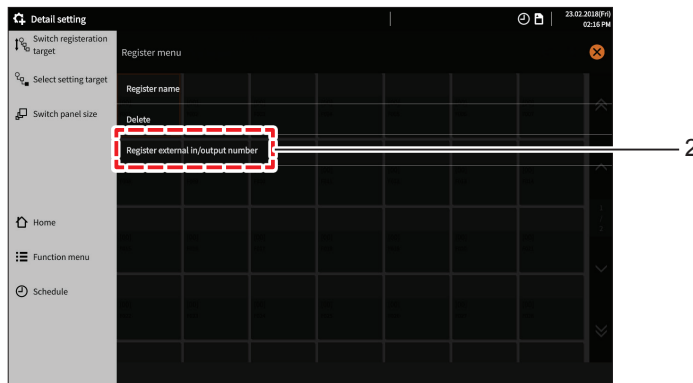 Detail setting
23.02.2018(Fri)
02:16 PM
Switch registeration
target
Select setting target
Switch panel size
Home
Function menu
Schedule
Register menu
Register name
Delete
Register external in/output number
2